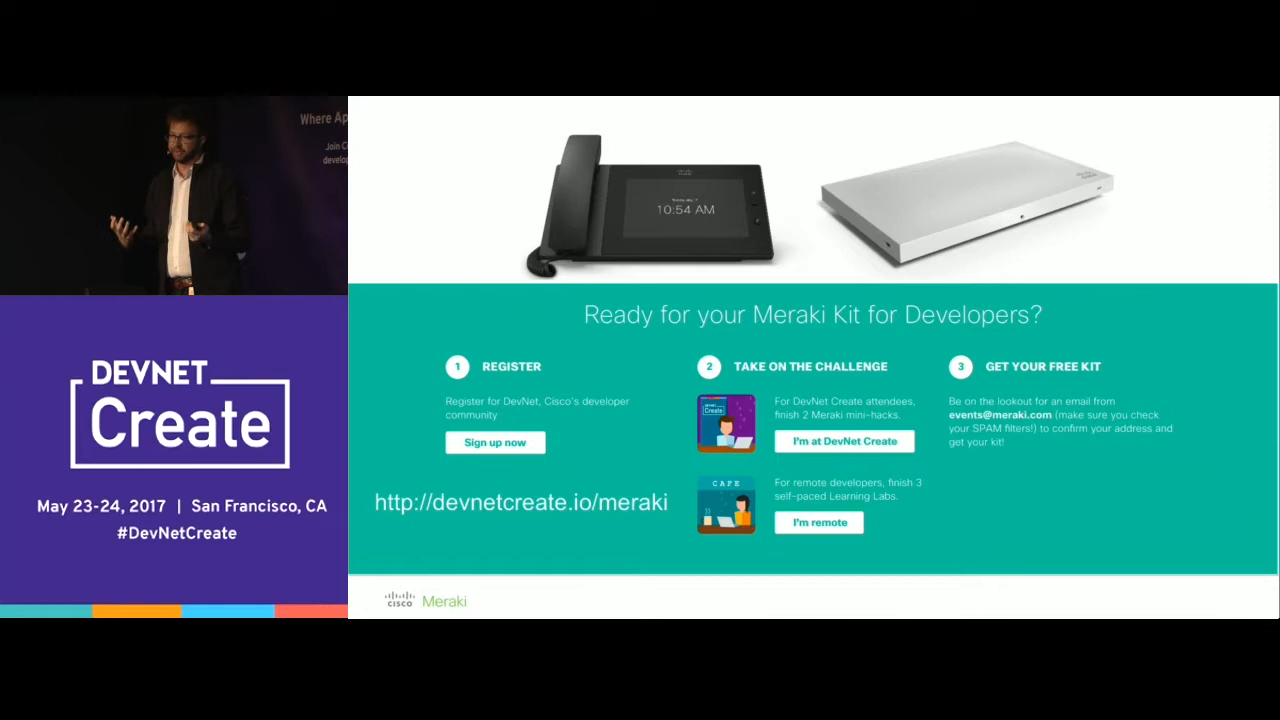 Where Ap
Join C
develop
DEVNET
Create
May 23-24, 2017 | San Francisco, CA
#DevNetCreate
10:54 AM
Ready for your Meraki Kit for Developers?
1 REGISTER
Register for DevNet, Cisco's developer
community
Sign up now
http://devnetcreate.io/meraki
2 TAKE ON THE CHALLENGE
DEVNET
Create
For DevNet Create attendees,
finish 2 Meraki mini-hacks.
I'm at DevNet Create
CAFE
For remote developers, finish 3
self-paced Learning Labs.
I'm remote
3 GET YOUR FREE KIT
Be on the lookout for an email from
events@meraki.com (make sure you check
your SPAM filters!) to confirm your address and
get your kit!
CISCO Meraki